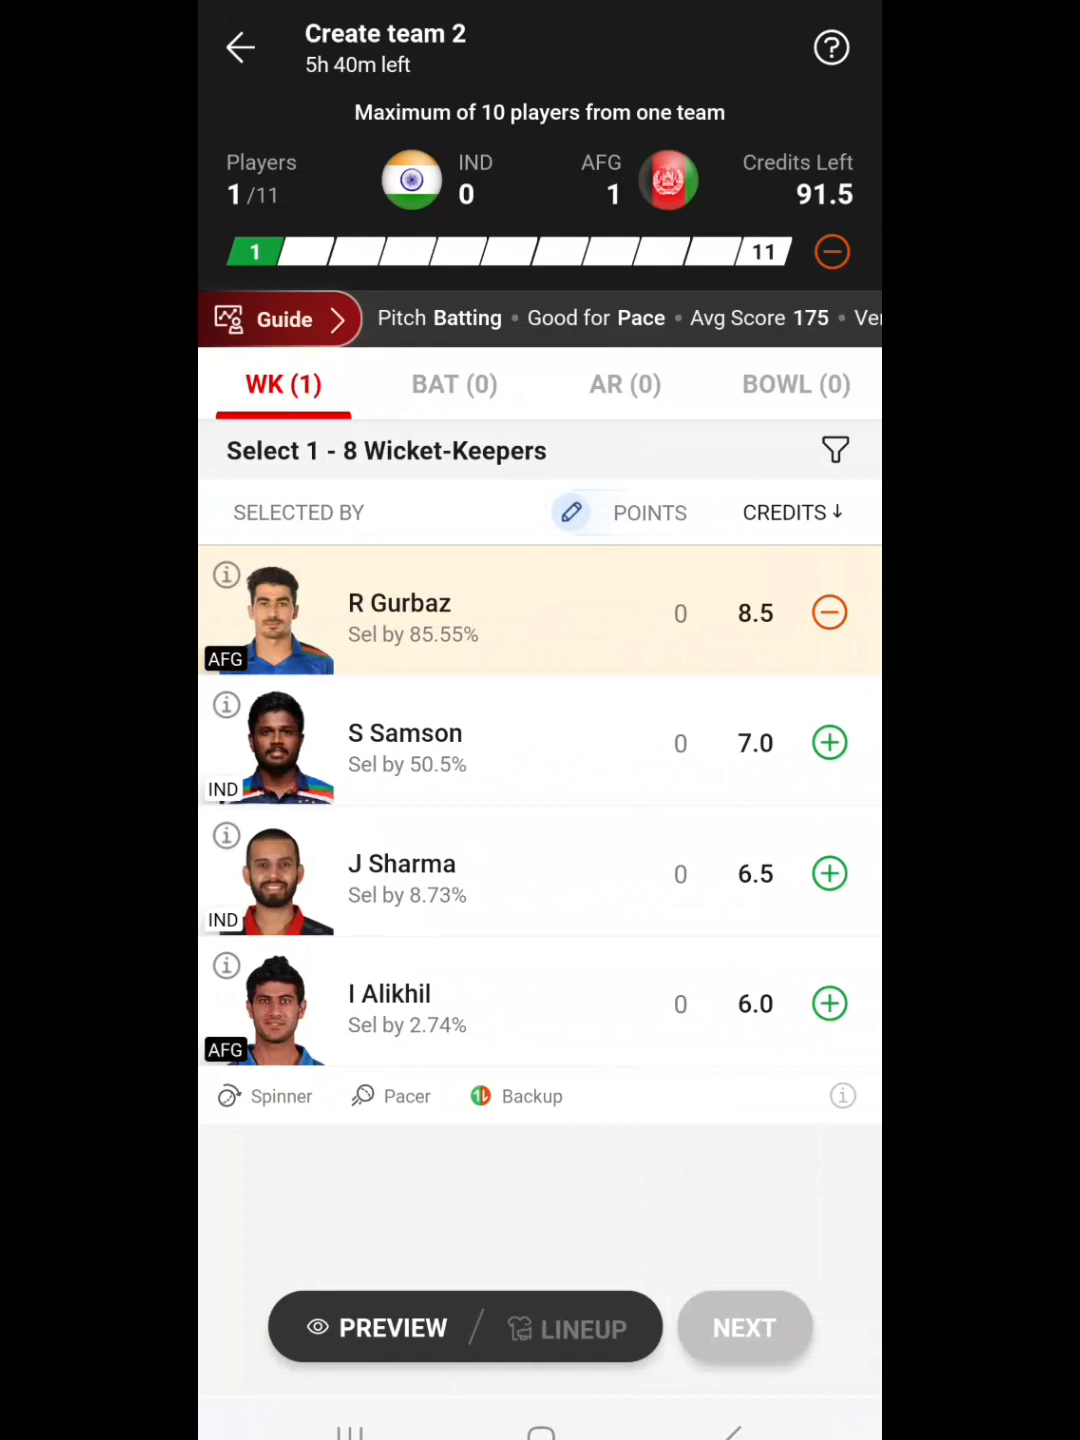 Create team 2
5h 40m left
Maximum of 10 players from one team
Players IND AFG Credits Left
1 /11 0 1 91.5
1 11
Guide Pitch Batting • Good for Pace • Avg Score 175 •
WK (1) BAT (0) AR (0) BOWL (0)
Select 1 - 8 Wicket-Keepers
SELECTED BY POINTS CREDITS↓
R Gurbaz 0 8.5
Sel by 85.55%
AFG
S Samson 0 7.0
Sel by 50.5%
IND
J Sharma 0 6.5
Sel by 8.73%
IND
I Alikhil 0 6.0
Sel by 2.74%
AFG
Spinner Pacer Backup
PREVIEW / LINEUP NEXT